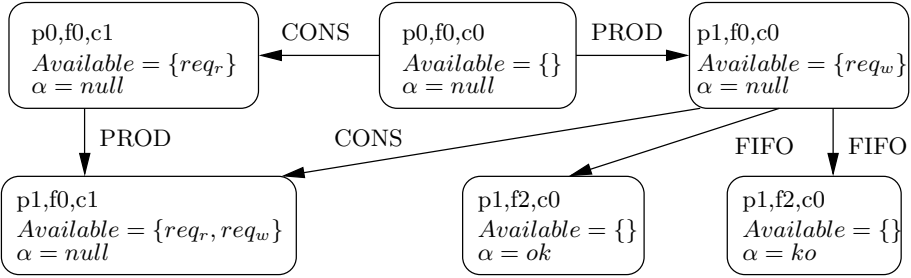 p0,f0,c1
Available = {req_r}
α = null
CONS
p0,f0,c0
Available = {}
α = null
PROD
p1,f0,c0
Available = {req_w}
α = null
PROD
CONS
FIFO
FIFO
p1,f0,c1
Available = {req_r, req_w}
α = null
p1,f2,c0
Available = {}
α = ok
p1,f2,c0
Available = {}
α = ko